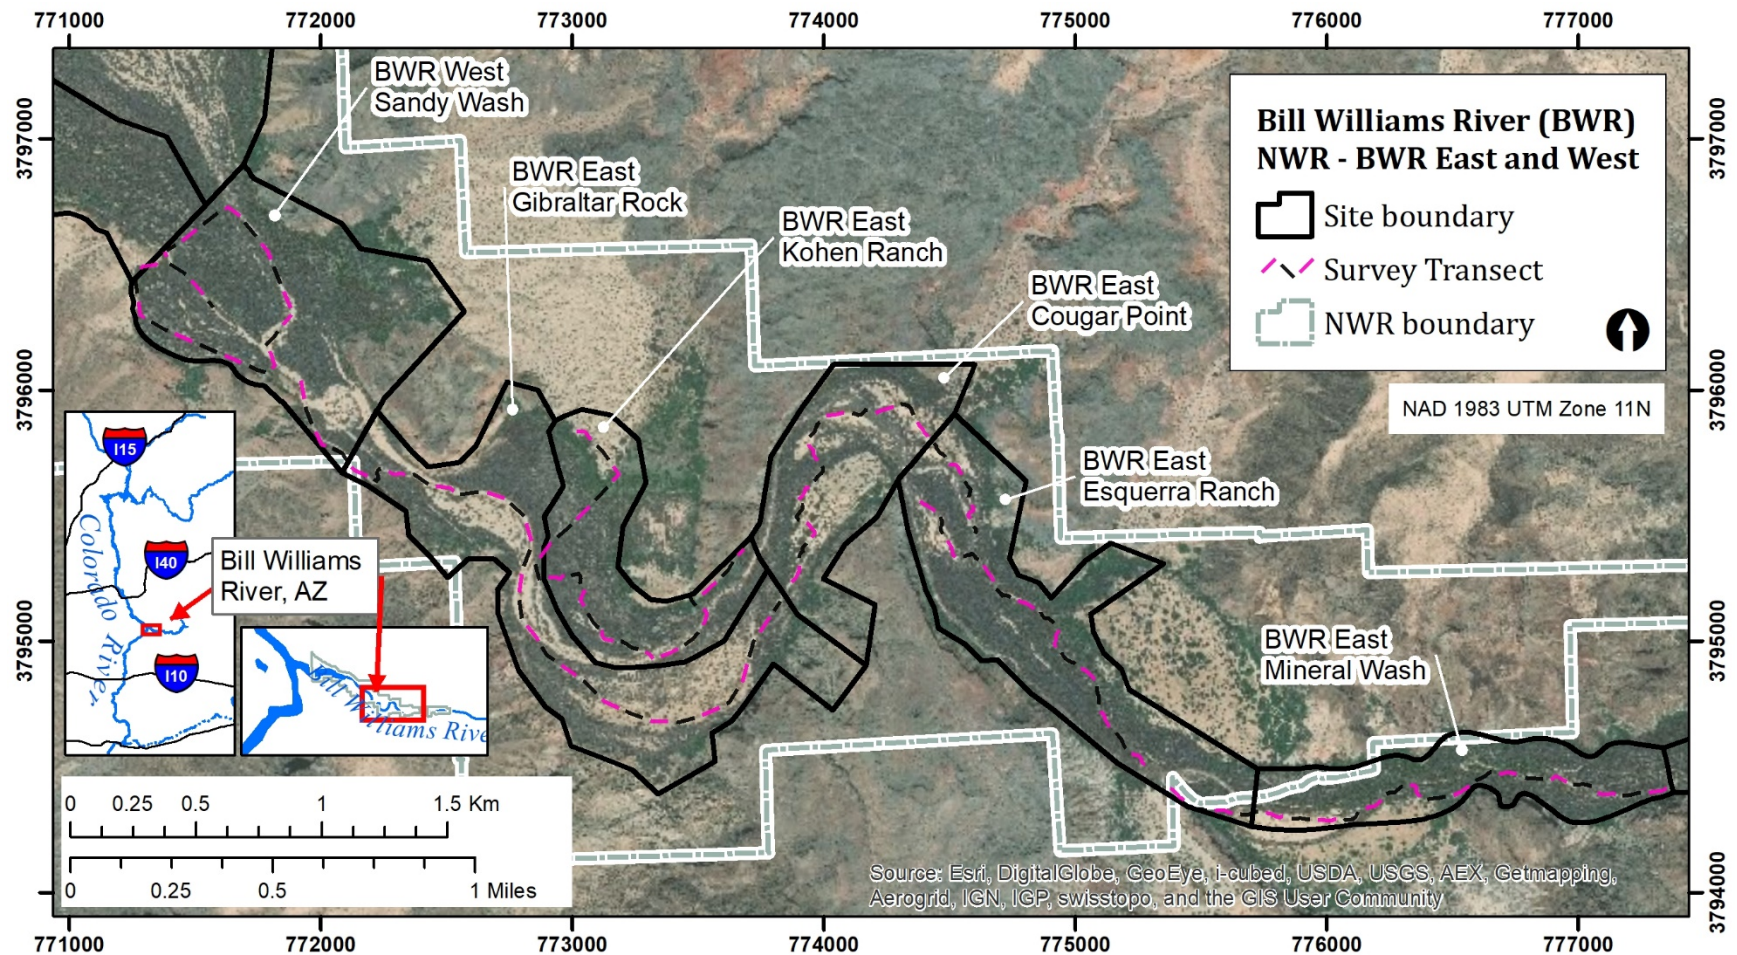 771000 772000 773000 774000 775000 776000 777000
3797000
3796000
3795000
BWR West
Sandy Wash
BWR East
Gibraltar Rock
BWR East
Kohen Ranch
BWR East
Cougar Point
BWR East
Esquerra Ranch
BWR East
Mineral Wash
Bill Williams River (BWR)
NWR - BWR East and West
Site boundary
Survey Transect
NWR boundary
NAD 1983 UTM Zone 11N
3797000
3796000
3795000
3794000
I15
I40
I10
Colorado River
Bill Williams
River, AZ
Bill Williams Rive
0 0.25 0.5 1 1.5 Km
0 0.25 0.5 1 Miles
Source: Esri, DigitalGlobe, GeoEye, i-cubed, USDA, USGS, AEX, Getmapping,
Aerogrid, IGN, IGP, swisstopo, and the GIS User Community
771000 772000 773000 774000 775000 776000 777000